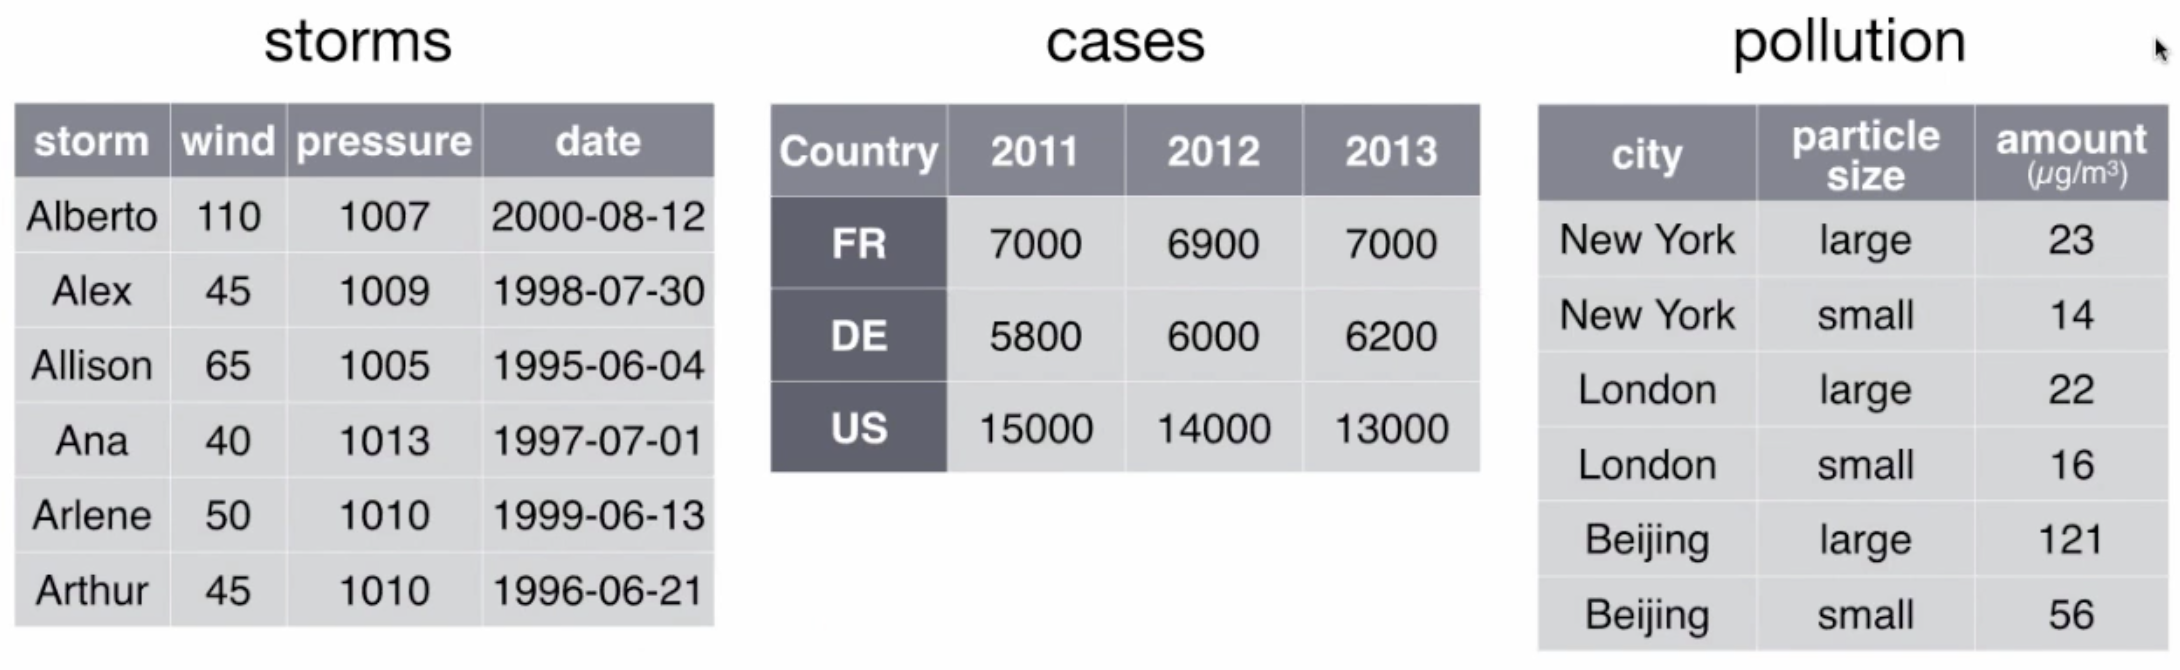 storms
storm wind pressure date
Alberto 110 1007 2000-08-12
Alex 45 1009 1998-07-30
Allison 65 1005 1995-06-04
Ana 40 1013 1997-07-01
Arlene 50 1010 1999-06-13
Arthur 45 1010 1996-06-21
cases
Country 2011 2012 2013
FR 7000 6900 7000
DE 5800 6000 6200
US 15000 14000 13000
pollution
city particle size amount (µg/m³)
New York large 23
New York small 14
London large 22
London small 16
Beijing large 121
Beijing small 56